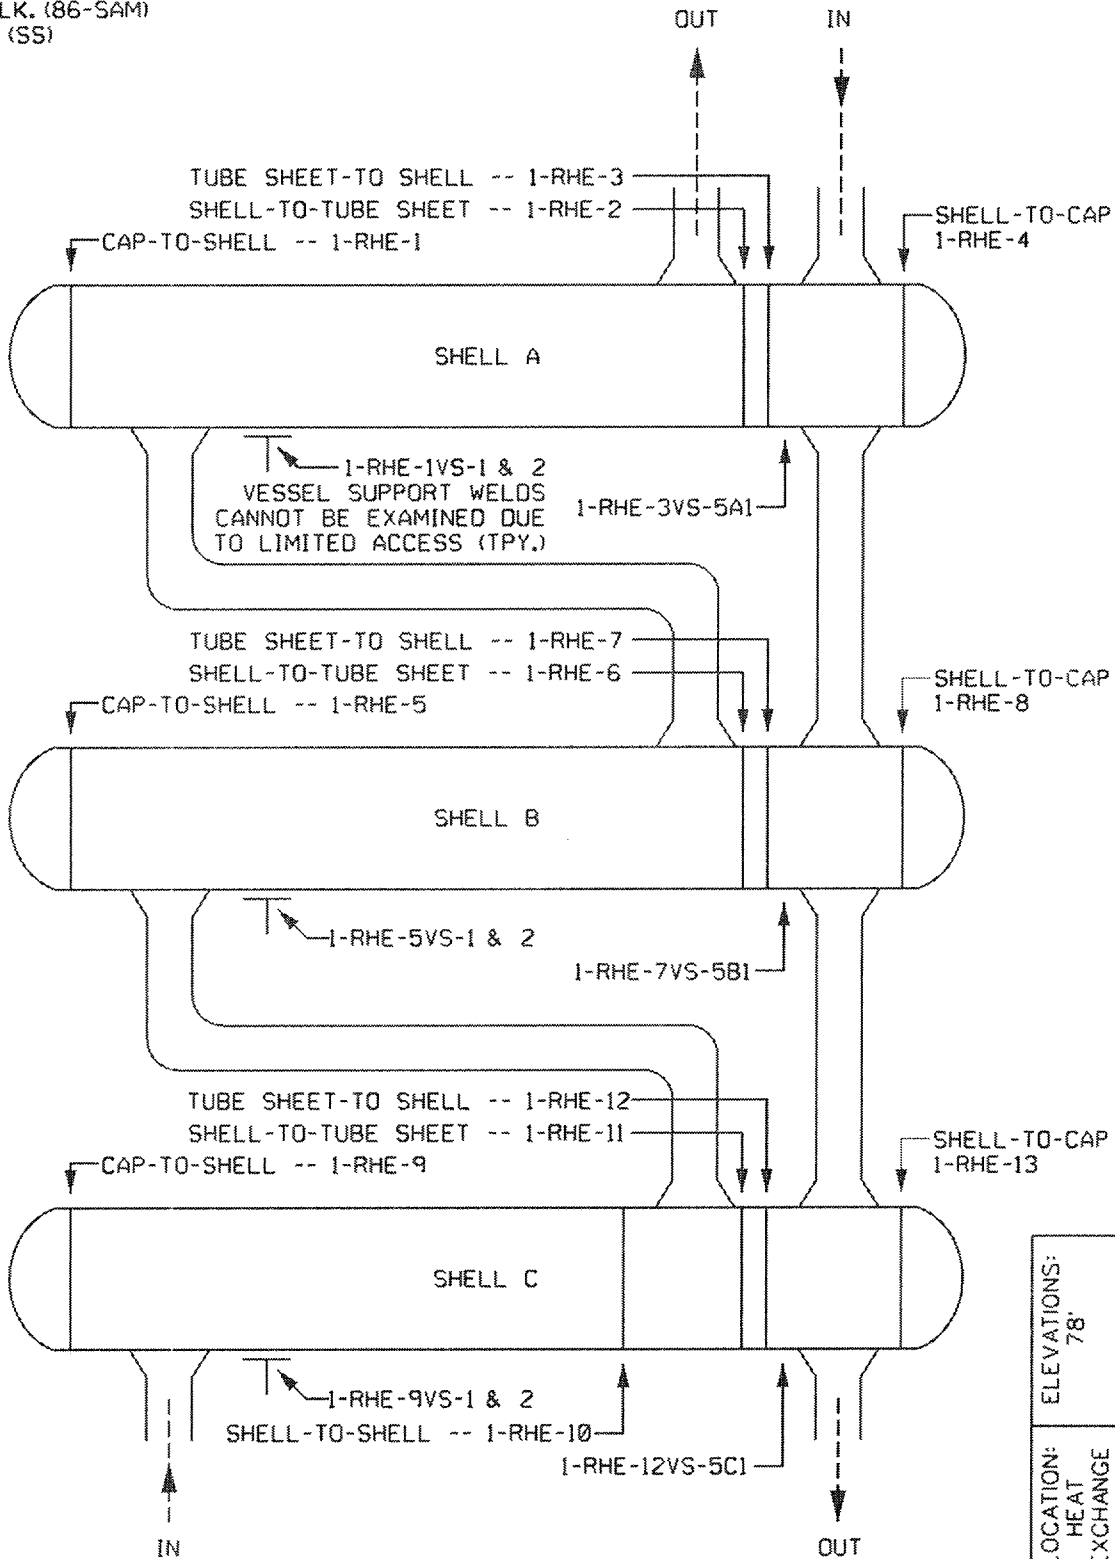 LK. (86-SAM)
(SS)
OUT
IN
TUBE SHEET-TO SHELL -- 1-RHE-3
SHELL-TO-TUBE SHEET -- 1-RHE-2
CAP-TO-SHELL -- 1-RHE-1
SHELL-TO-CAP
1-RHE-4
SHELL A
1-RHE-1VS-1 & 2
VESSEL SUPPORT WELDS
CANNOT BE EXAMINED DUE
TO LIMITED ACCESS (TPY.)
1-RHE-3VS-5A1
TUBE SHEET-TO SHELL -- 1-RHE-7
SHELL-TO-TUBE SHEET -- 1-RHE-6
CAP-TO-SHELL -- 1-RHE-5
SHELL-TO-CAP
1-RHE-8
SHELL B
1-RHE-5VS-1 & 2
1-RHE-7VS-5B1
TUBE SHEET-TO SHELL -- 1-RHE-12
SHELL-TO-TUBE SHEET -- 1-RHE-11
CAP-TO-SHELL -- 1-RHE-9
SHELL-TO-CAP
1-RHE-13
SHELL C
1-RHE-9VS-1 & 2
SHELL-TO-SHELL -- 1-RHE-10
1-RHE-12VS-5C1
IN
OUT
ELEVATIONS:
78'
LOCATION:
HEAT
EXCHANGE